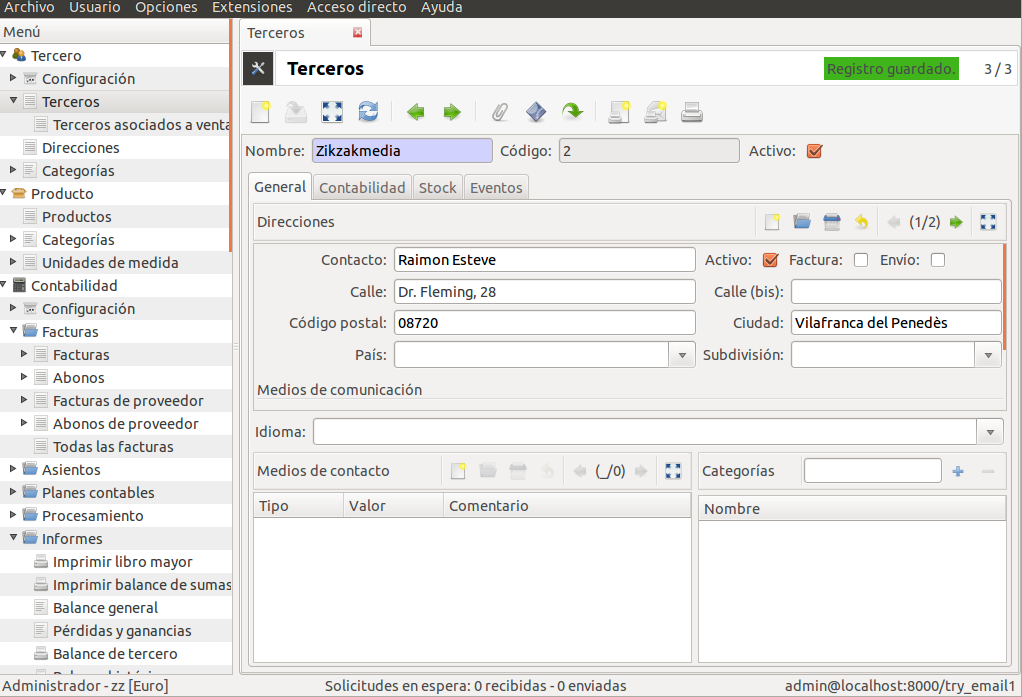 Archivo Usuario Opciones Extensiones Acceso directo Ayuda
Menú
Tercero
Configuración
Terceros
Terceros asociados a venta
Direcciones
Categorías
Producto
Productos
Categorías
Unidades de medida
Contabilidad
Configuración
Facturas
Facturas
Abonos
Facturas de proveedor
Abonos de proveedor
Todas las facturas
Asientos
Planes contables
Procesamiento
Informes
Imprimir libro mayor
Imprimir balance de sumas
Balance general
Pérdidas y ganancias
Balance de tercero
Terceros
Terceros
Registro guardado. 3 / 3
Nombre: Zikzakmedia Código: 2 Activo:
General Contabilidad Stock Eventos
Direcciones (1/2)
Contacto: Raimon Esteve Activo: Factura: Envío:
Calle: Dr. Fleming, 28 Calle (bis):
Código postal: 08720 Ciudad: Vilafranca del Penedès
País: Subdivisión:
Medios de comunicación
Idioma:
Medios de contacto (_/0) Categorías
Tipo Valor Comentario Nombre
Administrador - zz [Euro] Solicitudes en espera: 0 recibidas - 0 enviadas admin@localhost:8000/try_email1